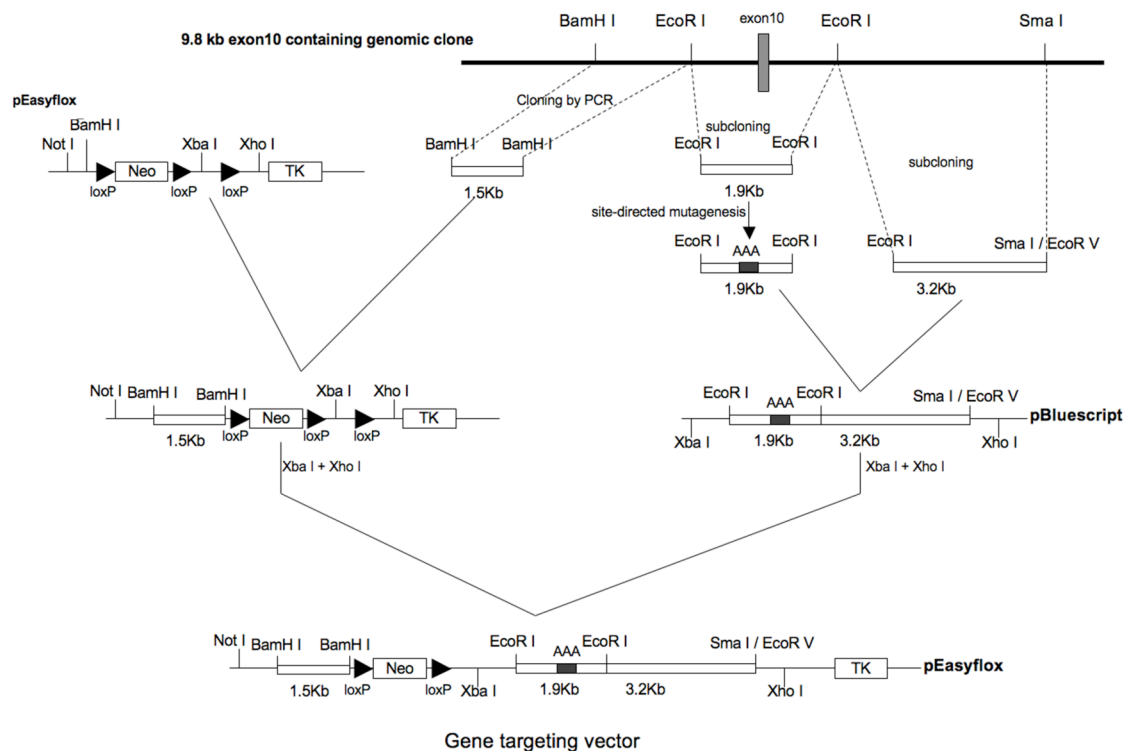 BamH I EcoR I exon10 EcoR I Sma I
9.8 kb exon10 containing genomic clone
pEasyflox
Cloning by PCR
BamH I
Not I Xba I Xho I
Neo TK
loxP loxP loxP
BamH I BamH I
1.5Kb
subcloning
EcoR I EcoR I
1.9Kb
subcloning
site-directed mutagenesis
EcoR I AAA EcoR I
1.9Kb
EcoR I Sma I / EcoR V
3.2Kb
Not I BamH I BamH I Xba I Xho I
Neo TK
1.5Kb loxP loxP loxP
Xba I + Xho I
EcoR I AAA EcoR I Sma I / EcoR V
pBluescript
Xba I 1.9Kb 3.2Kb Xho I
Xba I + Xho I
Not I BamH I BamH I EcoR I AAA EcoR I Sma I / EcoR V
Neo TK pEasyflox
1.5Kb loxP loxP Xba I 1.9Kb 3.2Kb Xho I
Gene targeting vector